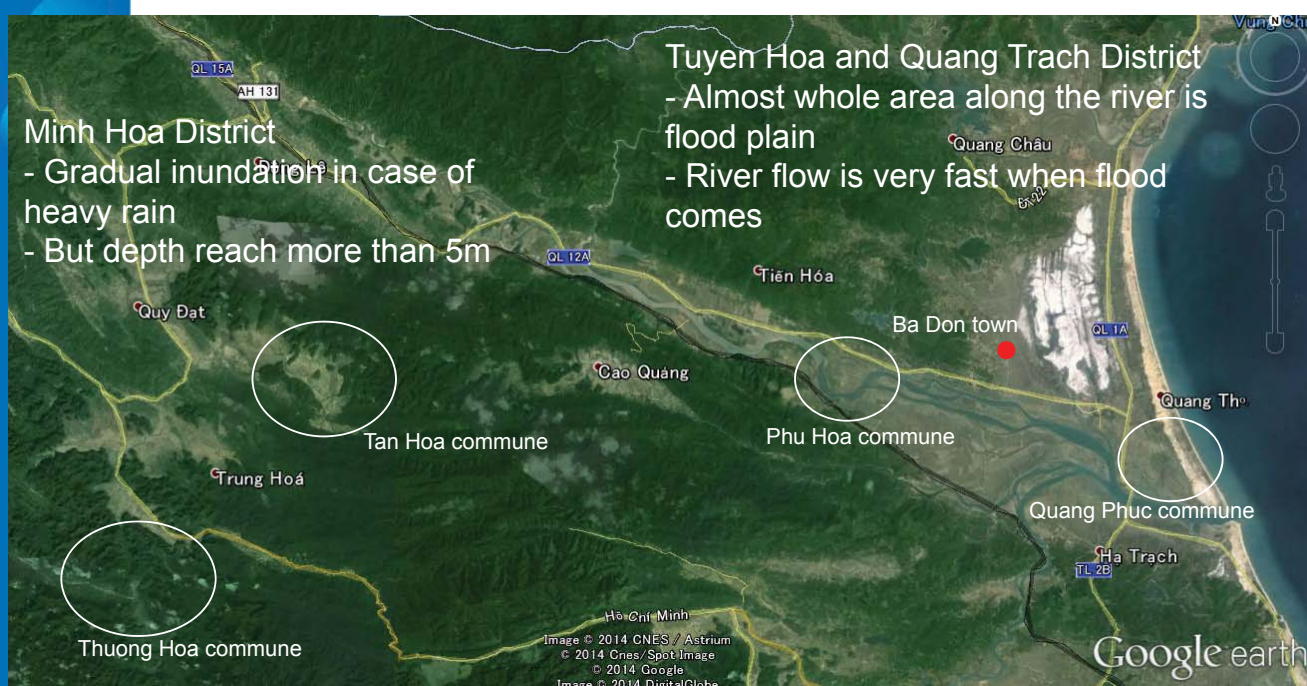 Vung Ch
N
QL 15A
AH 131
Tuyen Hoa and Quang Trach District
- Almost whole area along the river is
flood plain
- River flow is very fast when flood
comes
Minh Hoa District
- Gradual inundation in case of
heavy rain
- But depth reach more than 5m
Quang Châu
QL 12A
Tiến Hóa
Quy Đạt
Ba Don town
QL 1A
Cao Quảng
Quang Thọ
Tan Hoa commune
Phu Hoa commune
Trung Hoá
Quang Phuc commune
Hạ Trạch
TL 2B
Hồ Chí Minh
Thuong Hoa commune
Image © 2014 CNES / Astrium
© 2014 Cnes/Spot Image
© 2014 Google
Image © 2014 DigitalGlobe
Google earth